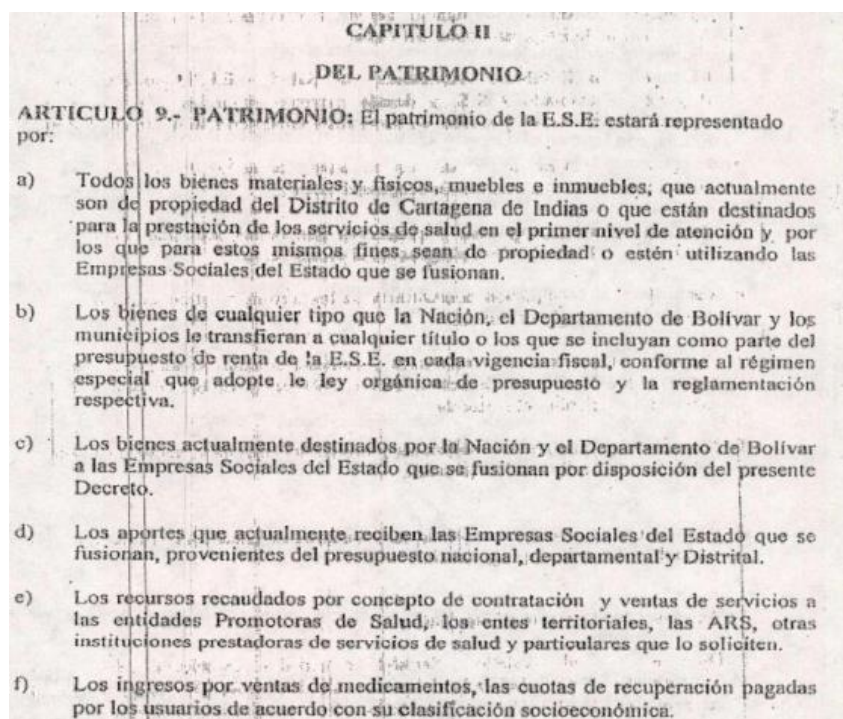 CAPITULO II
DEL PATRIMONIO
ARTICULO 9.- PATRIMONIO: El patrimonio de la E.S.E. estará representado
por:
a) Todos los bienes materiales y físicos, muebles e inmuebles, que actualmente
son de propiedad del Distrito de Cartagena de Indias o que están destinados
para la prestación de los servicios de salud en el primer nivel de atención y por
los que para estos mismos fines sean de propiedad o estén utilizando las
Empresas Sociales del Estado que se fusionan.
b) Los bienes de cualquier tipo que la Nación, el Departamento de Bolívar y los
municipios le transfieran a cualquier título o los que se incluyan como parte del
presupuesto de renta de la E.S.E. en cada vigencia fiscal, conforme al régimen
especial que adopte le ley orgánica de presupuesto y la reglamentación
respectiva.
c) Los bienes actualmente destinados por la Nación y el Departamento de Bolívar
a las Empresas Sociales del Estado que se fusionan por disposición del presente
Decreto.
d) Los aportes que actualmente reciben las Empresas Sociales del Estado que se
fusionan, provenientes del presupuesto nacional, departamental y Distrital.
e) Los recursos recaudados por concepto de contratación y ventas de servicios a
las entidades Promotoras de Salud, los entes territoriales, las ARS, otras
instituciones prestadoras de servicios de salud y particulares que lo soliciten.
f) Los ingresos por ventas de medicamentos, las cuotas de recuperación pagadas
por los usuarios de acuerdo con su clasificación socioeconómica.